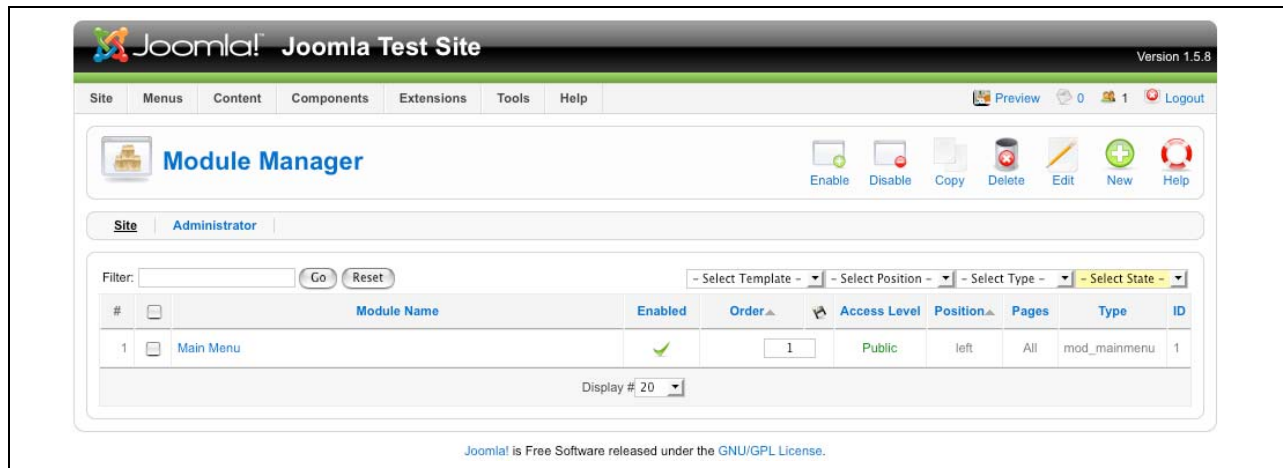 Joomla! Joomla Test Site
Version 1.5.8
Site Menus Content Components Extensions Tools Help Preview 0 1 Logout
Module Manager
Enable Disable Copy Delete Edit New Help
Site Administrator
Filter: Go Reset - Select Template - - Select Position - - Select Type - - Select State -
# Module Name Enabled Order Access Level Position Pages Type ID
1 Main Menu 1 Public left All mod_mainmenu 1
Display # 20
Joomla! is Free Software released under the GNU/GPL License.